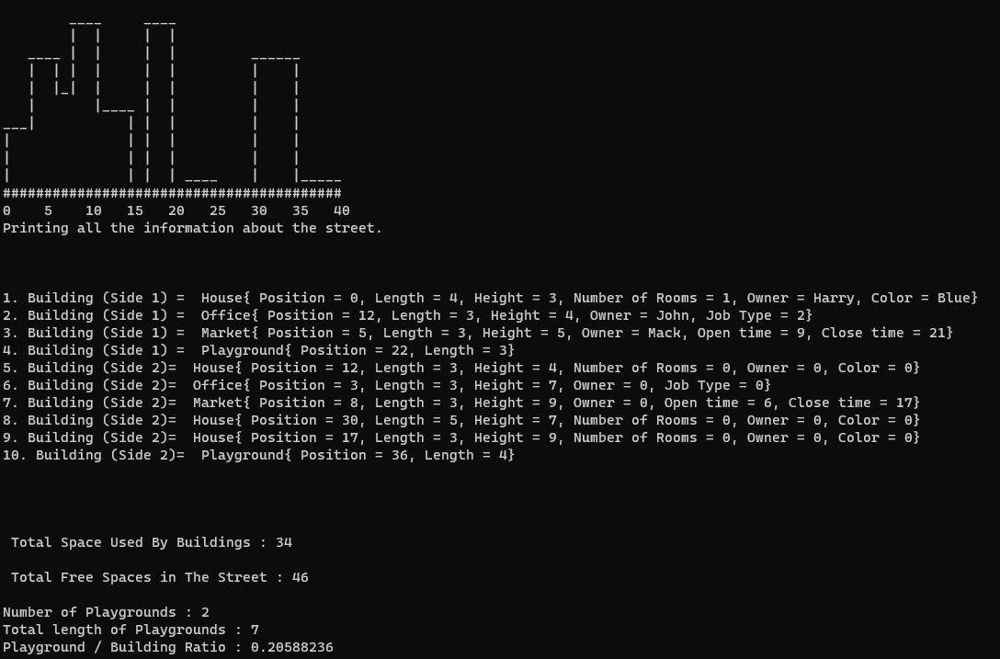 0 5 10 15 20 25 30 35 40
Printing all the information about the street.
1. Building (Side 1) = House{ Position = 0, Length = 4, Height = 3, Number of Rooms = 1, Owner = Harry, Color = Blue}
2. Building (Side 1) = Office{ Position = 12, Length = 3, Height = 4, Owner = John, Job Type = 2}
3. Building (Side 1) = Market{ Position = 5, Length = 3, Height = 5, Owner = Mack, Open time = 9, Close time = 21}
4. Building (Side 1) = Playground{ Position = 22, Length = 3}
5. Building (Side 2)= House{ Position = 12, Length = 3, Height = 4, Number of Rooms = 0, Owner = 0, Color = 0}
6. Building (Side 2)= Office{ Position = 3, Length = 3, Height = 7, Owner = 0, Job Type = 0}
7. Building (Side 2)= Market{ Position = 8, Length = 3, Height = 9, Owner = 0, Open time = 6, Close time = 17}
8. Building (Side 2)= House{ Position = 30, Length = 5, Height = 7, Number of Rooms = 0, Owner = 0, Color = 0}
9. Building (Side 2)= House{ Position = 17, Length = 3, Height = 9, Number of Rooms = 0, Owner = 0, Color = 0}
10. Building (Side 2)= Playground{ Position = 36, Length = 4}
Total Space Used By Buildings : 34
Total Free Spaces in The Street : 46
Number of Playgrounds : 2
Total length of Playgrounds : 7
Playground / Building Ratio : 0.20588236